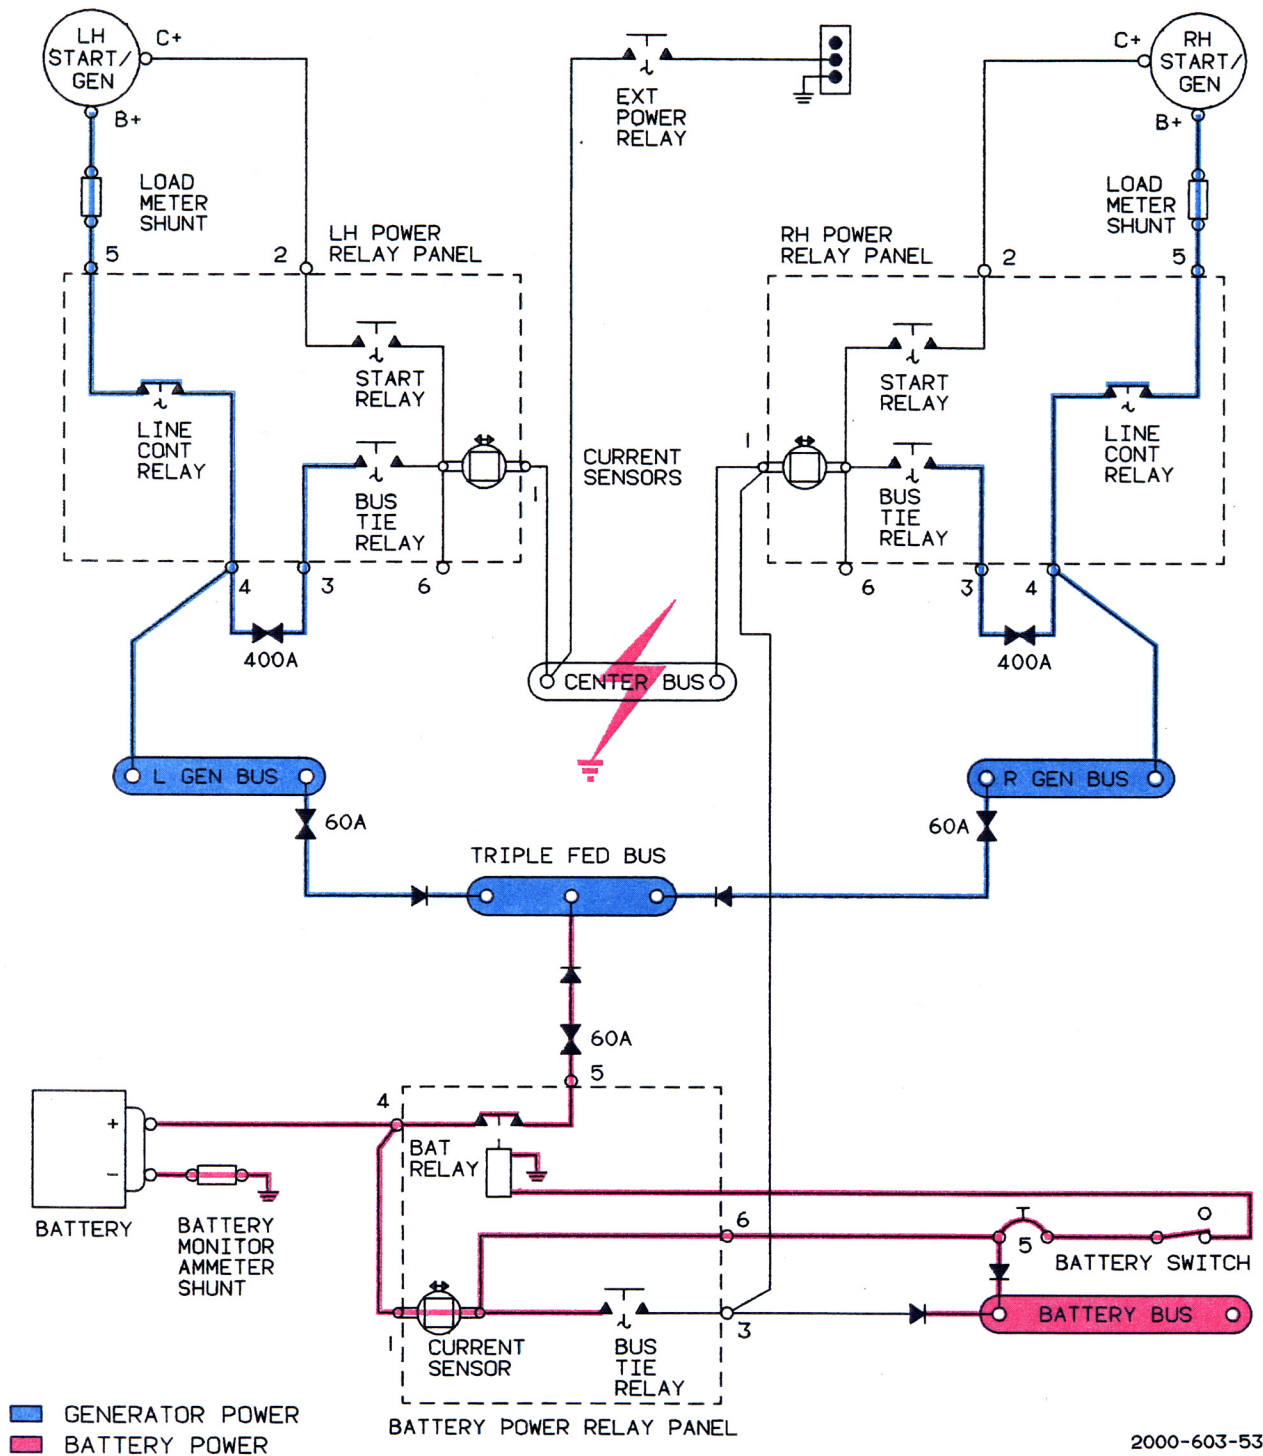 LH
START/
GEN
C+
B+
EXT
POWER
RELAY
C+
RH
START/
GEN
B+
LOAD
METER
SHUNT
LOAD
METER
SHUNT
5
2
LH POWER
RELAY PANEL
RH POWER
RELAY PANEL
2
5
START
RELAY
START
RELAY
LINE
CONT
RELAY
LINE
CONT
RELAY
CURRENT
SENSORS
1
1
BUS
TIE
RELAY
BUS
TIE
RELAY
4
3
6
6
3
4
400A
400A
CENTER BUS
L GEN BUS
R GEN BUS
60A
60A
TRIPLE FED BUS
60A
5
4
+
-
BAT
RELAY
BATTERY
BATTERY
MONITOR
AMMETER
SHUNT
6
5
BATTERY SWITCH
BATTERY BUS
1
CURRENT
SENSOR
BUS
TIE
RELAY
3
GENERATOR POWER
BATTERY POWER
BATTERY POWER RELAY PANEL
2000-603-53